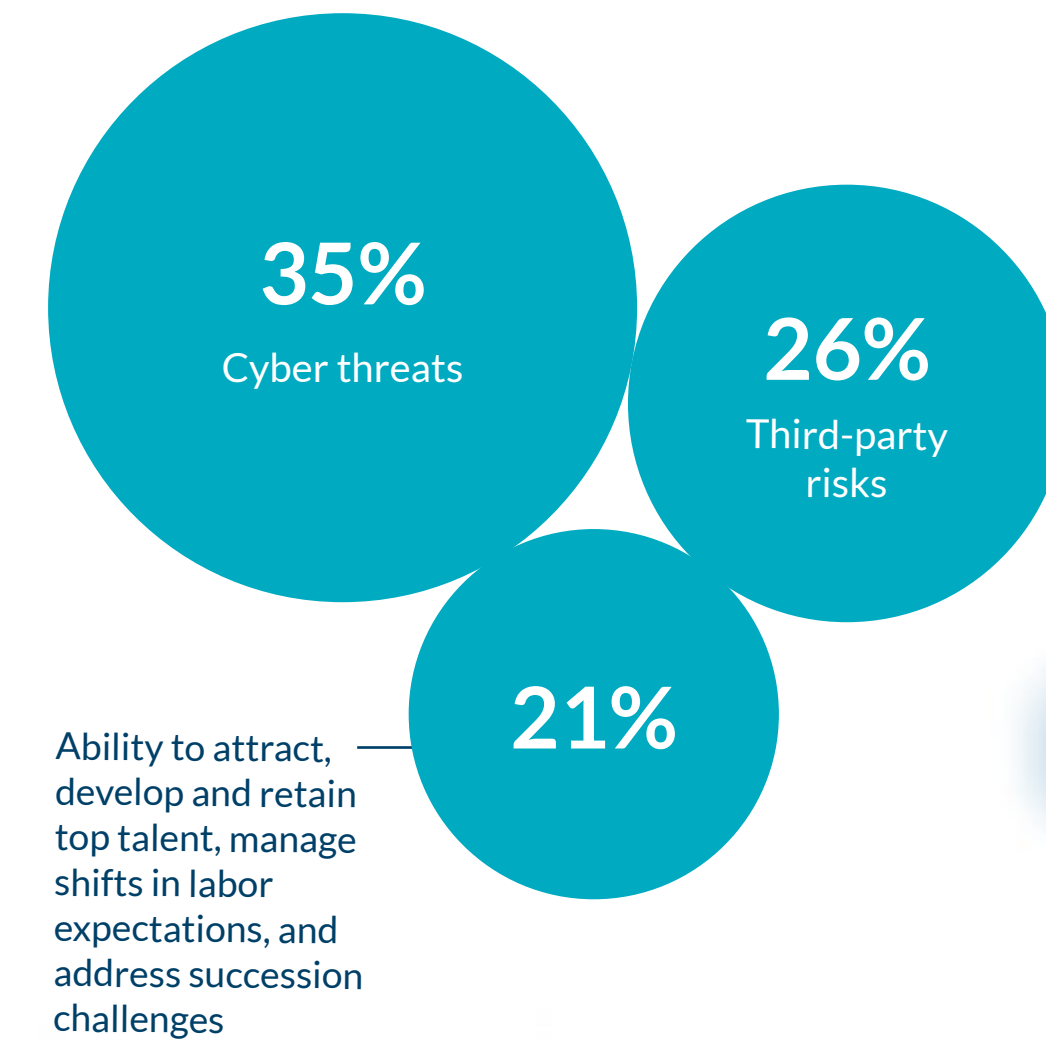 35%
Cyber threats
26%
Third-party
risks
21%
Ability to attract,
develop and retain
top talent, manage
shifts in labor
expectations, and
address succession
challenges